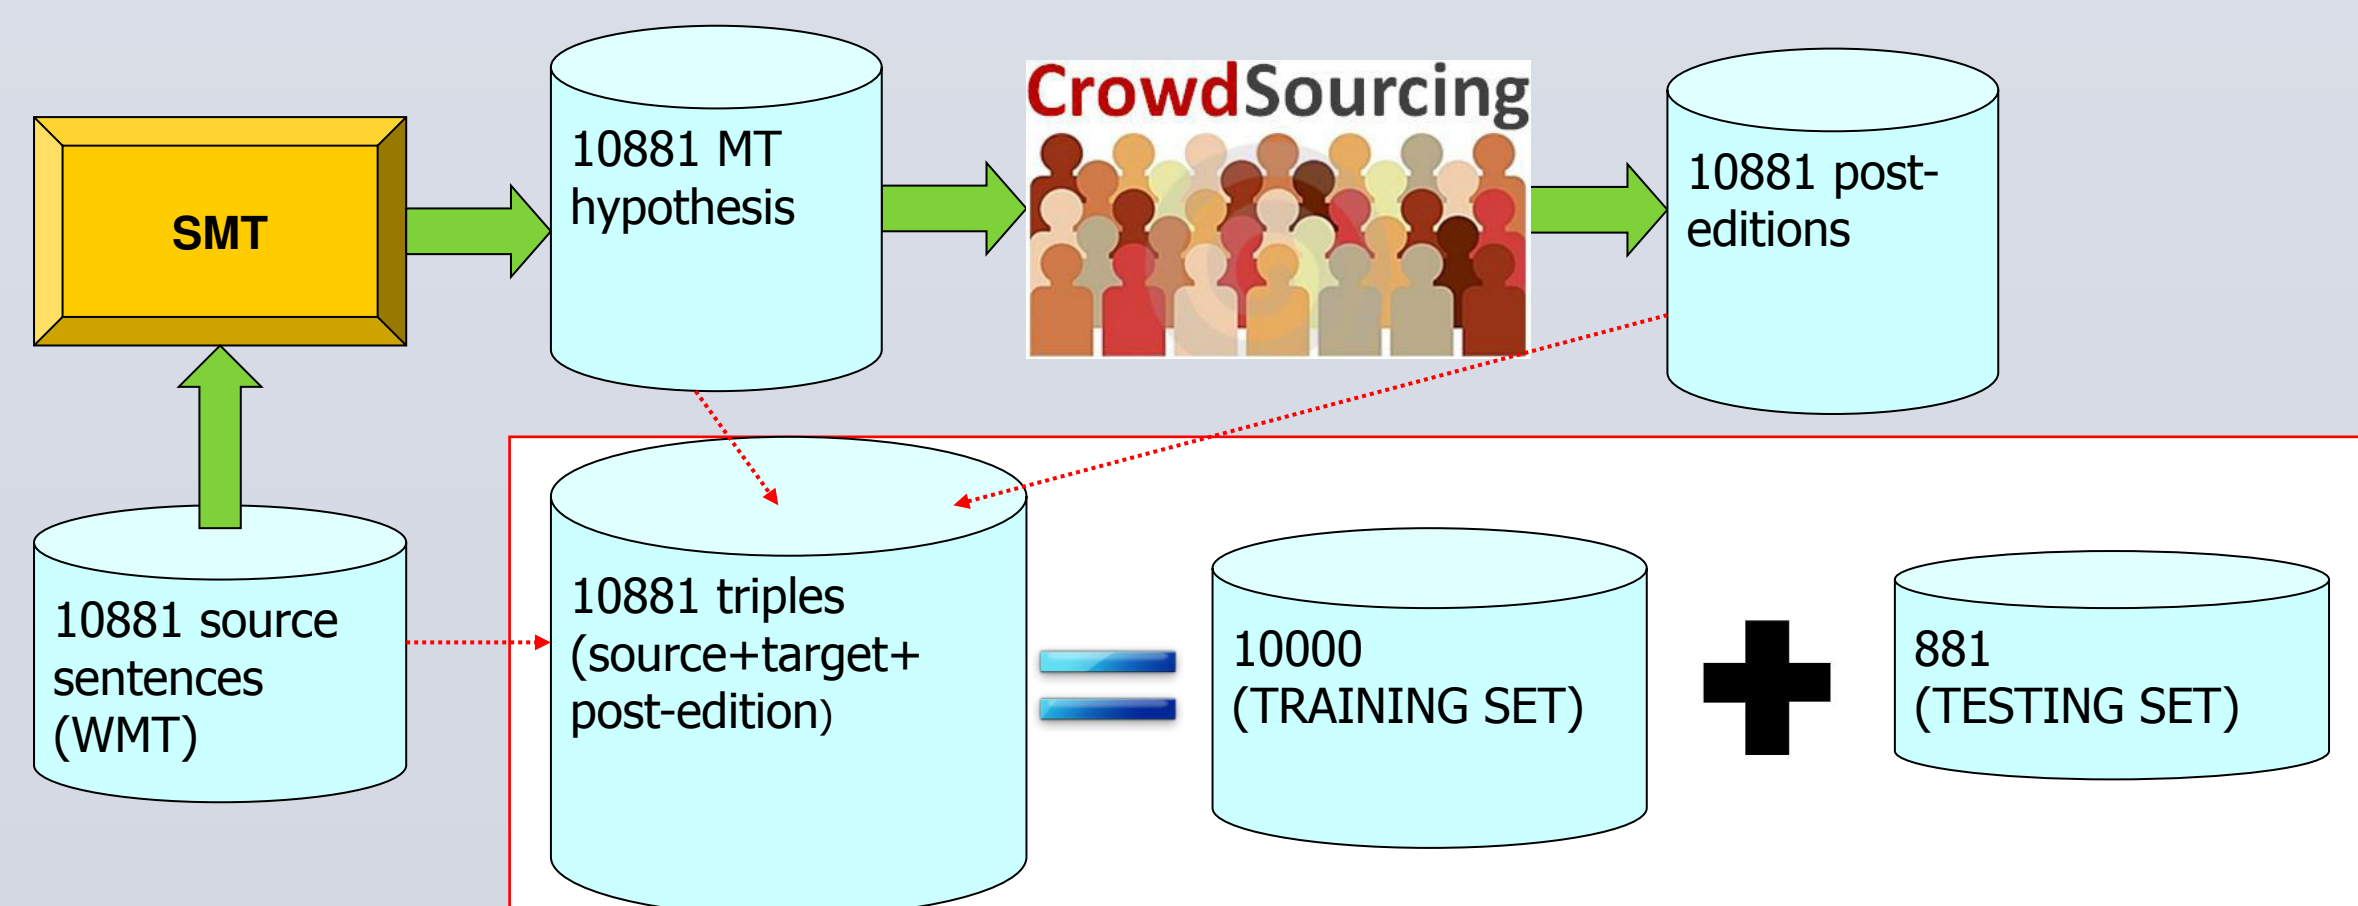 SMT
10881 MT
hypothesis
CrowdSourcing
10881 post-
editions
10881 source
sentences
(WMT)
10881 triples
(source+target+
post-edition)
10000
(TRAINING SET)
881
(TESTING SET)